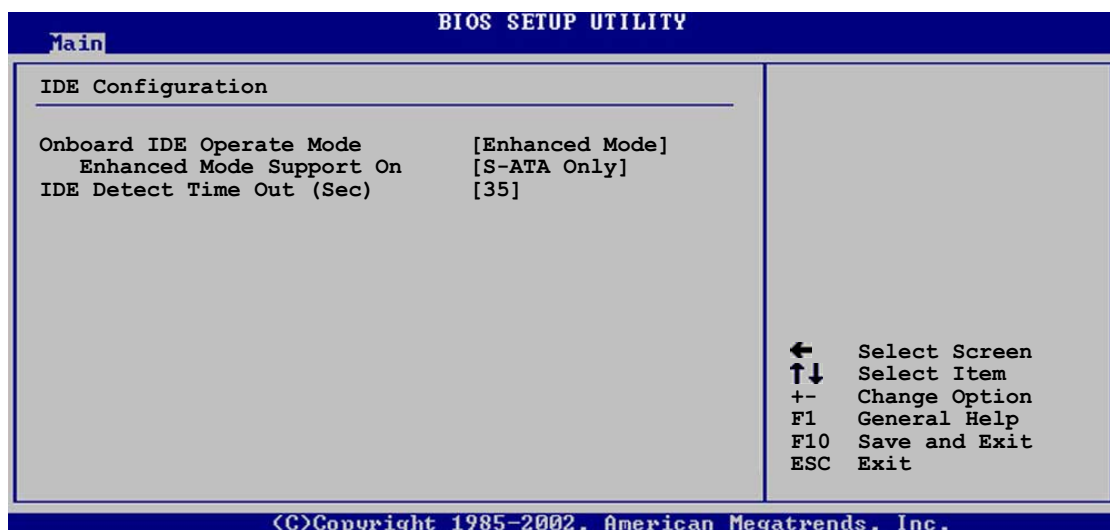 BIOS SETUP UTILITY
Main
IDE Configuration
Onboard IDE Operate Mode [Enhanced Mode]
Enhanced Mode Support On [S-ATA Only]
IDE Detect Time Out (Sec) [35]
← Select Screen
↑↓ Select Item
+- Change Option
F1 General Help
F10 Save and Exit
ESC Exit
(C)Copyright 1985-2002, American Megatrends, Inc.